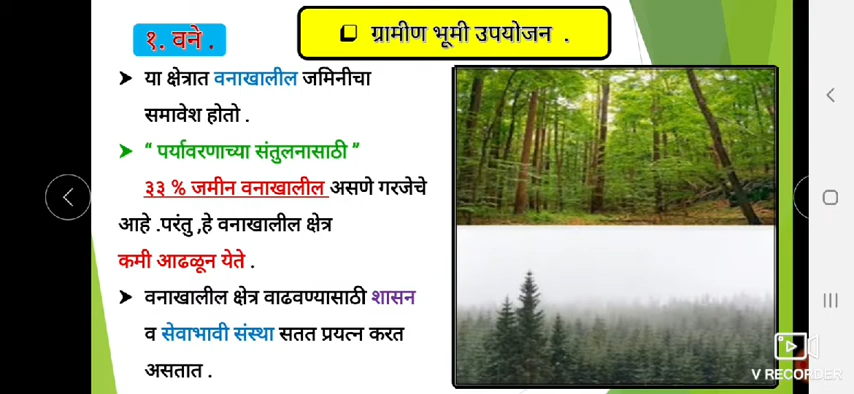 ❑ ग्रामीण भूमी उपयोजन .
१. वने .
➤ या क्षेत्रात वनाखालील जमिनीचा
समावेश होतो .
➤ “ पर्यावरणाच्या संतुलनासाठी ”
३३ % जमीन वनाखालील असणे गरजेचे
आहे .परंतु ,हे वनाखालील क्षेत्र
कमी आढळून येते .
➤ वनाखालील क्षेत्र वाढवण्यासाठी शासन
व सेवाभावी संस्था सतत प्रयत्न करत
असतात .
V RECORDER